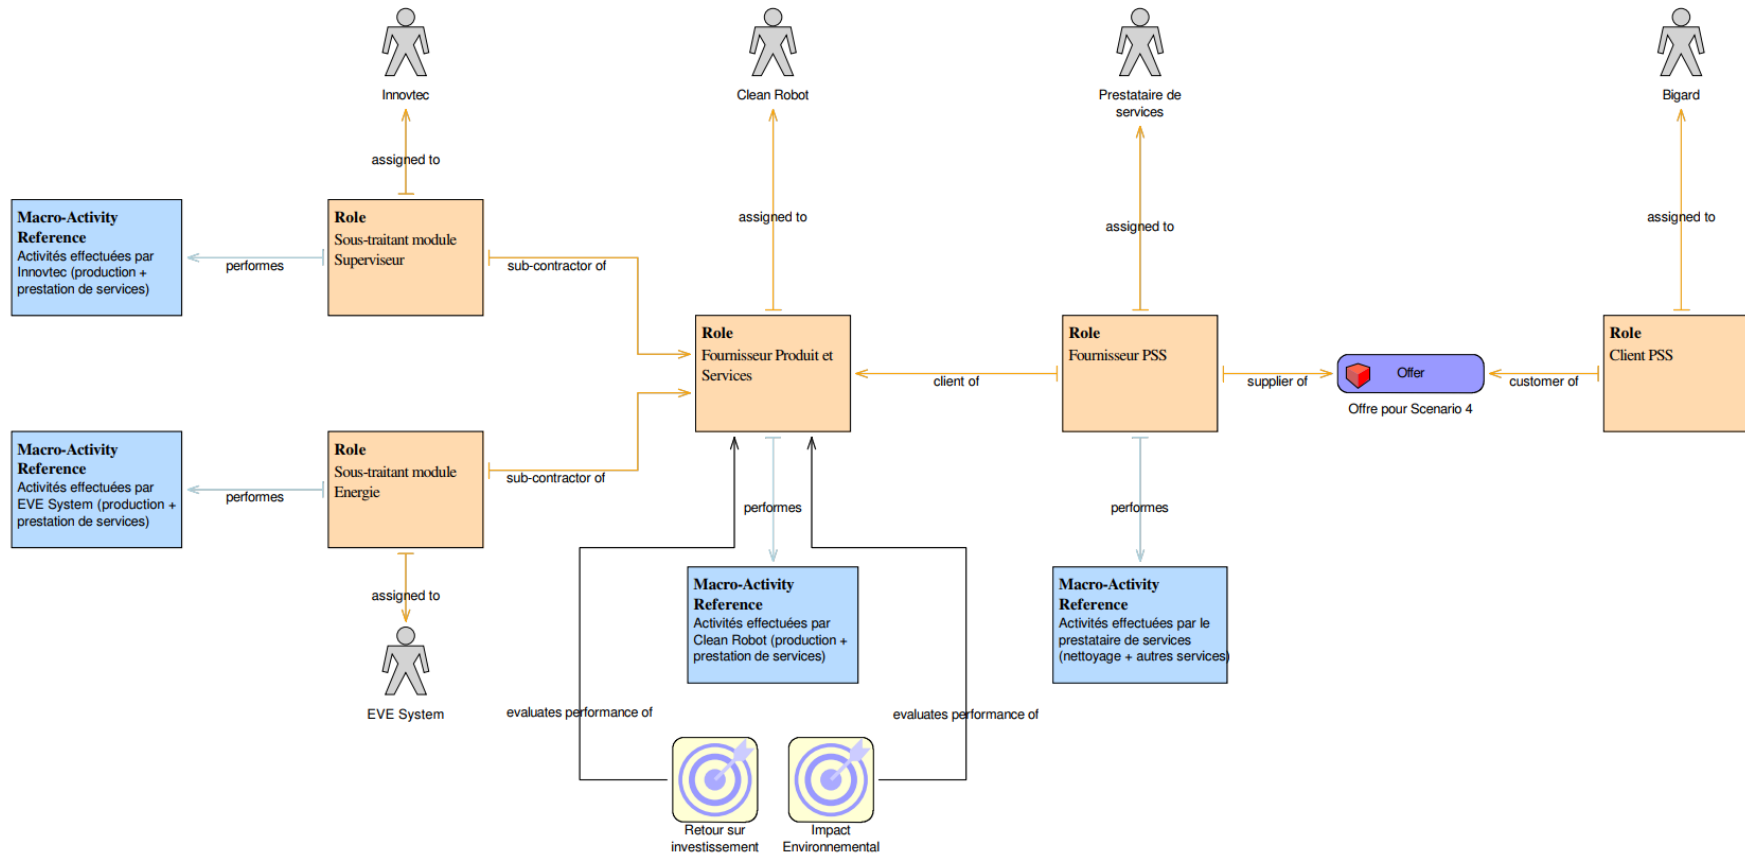 Innovtec
Clean Robot
Prestataire de
services
Bigard
assigned to
assigned to
assigned to
assigned to
Macro-Activity
Reference
Activités effectuées par
Innovtec (production +
prestation de services)
performes
Role
Sous-traitant module
Superviseur
sub-contractor of
Role
Fournisseur Produit et
Services
client of
Role
Fournisseur PSS
supplier of
Offer
Offre pour Scenario 4
customer of
Role
Client PSS
Macro-Activity
Reference
Activités effectuées par
EVE System (production +
prestation de services)
performes
Role
Sous-traitant module
Energie
sub-contractor of
performes
performes
assigned to
EVE System
Macro-Activity
Reference
Activités effectuées par
Clean Robot (production +
prestation de services)
Macro-Activity
Reference
Activités effectuées par le
prestataire de services
(nettoyage + autres services)
evaluates performance of
evaluates performance of
Retour sur
investissement
Impact
Environnemental